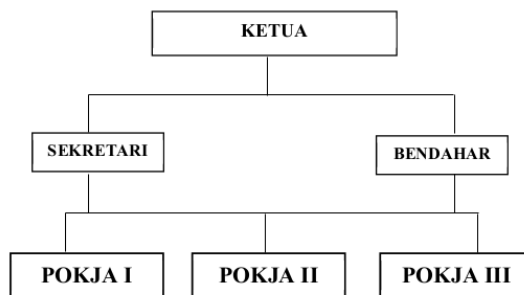 KETUA
SEKRETARI
BENDAHAR
POKJA I
POKJA II
POKJA III